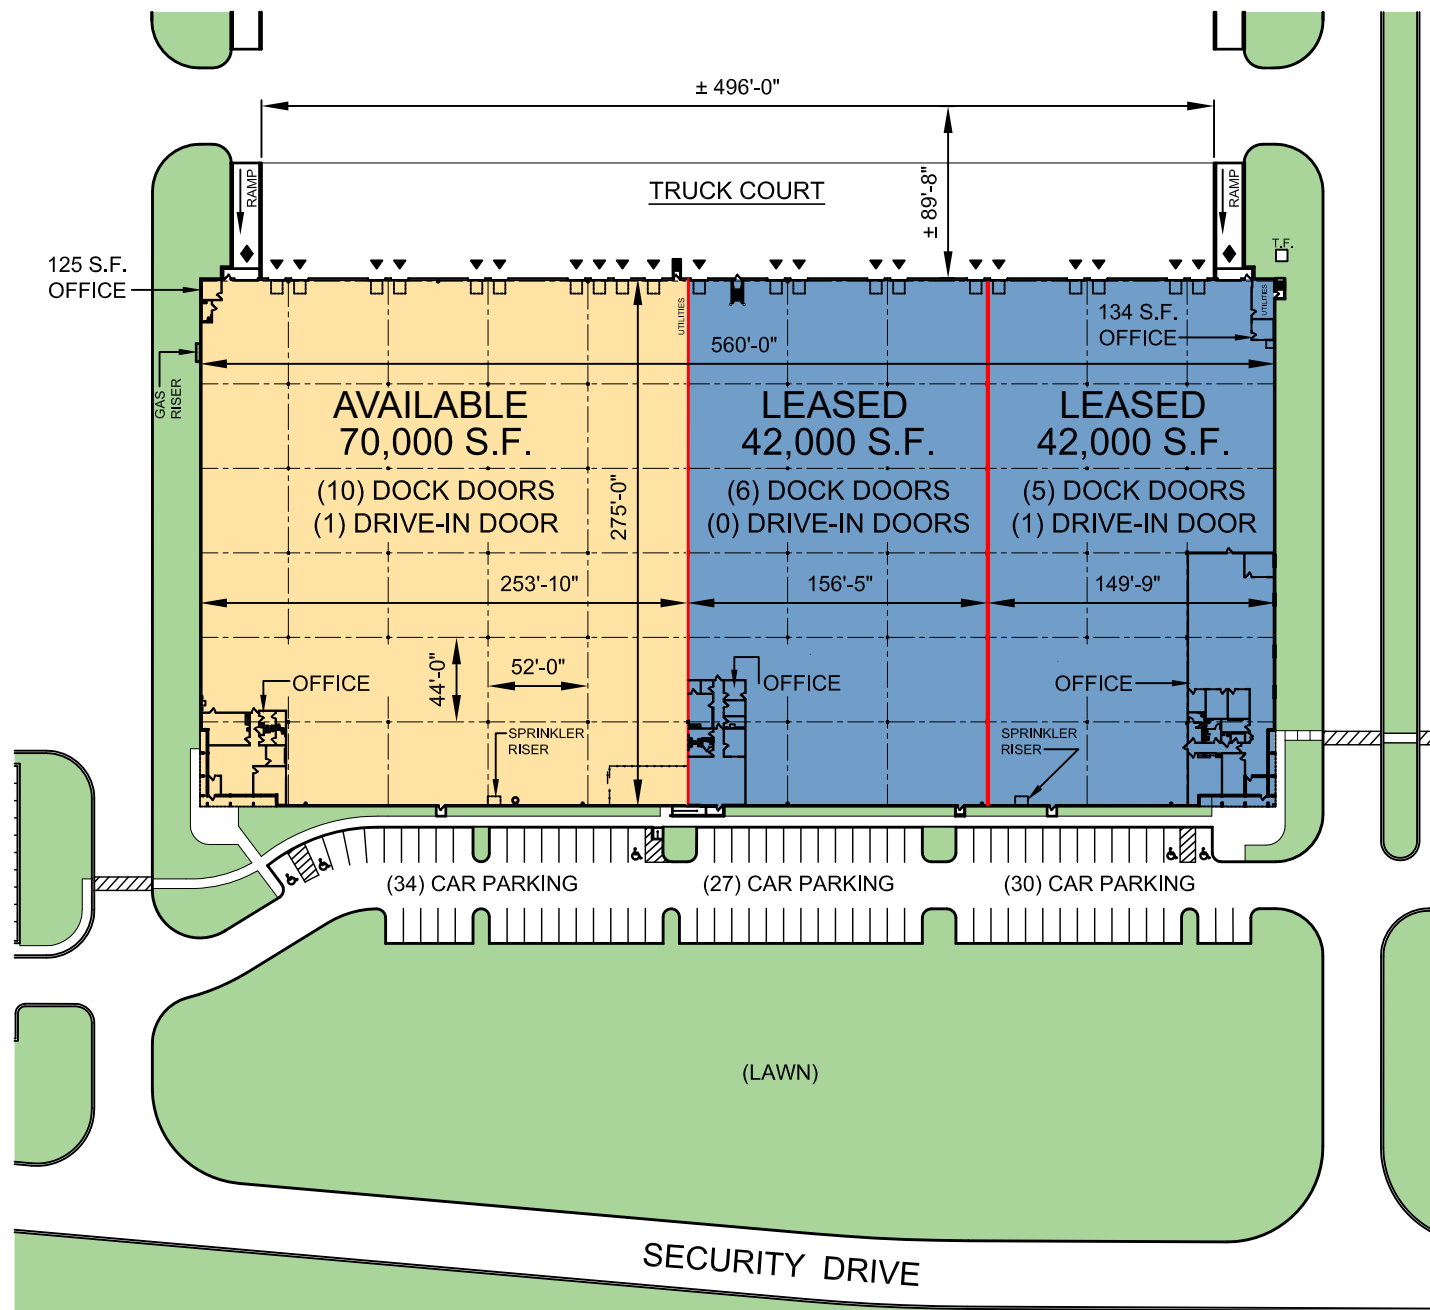 ± 496'-0"
TRUCK COURT
± 89'-8"
RAMP
RAMP
T.F.
125 S.F.
OFFICE
UTILITIES
UTILITIES
134 S.F.
OFFICE
560'-0"
GAS
RISER
AVAILABLE
70,000 S.F.
(10) DOCK DOORS
(1) DRIVE-IN DOOR
275'-0"
LEASED
42,000 S.F.
(6) DOCK DOORS
(0) DRIVE-IN DOORS
LEASED
42,000 S.F.
(5) DOCK DOORS
(1) DRIVE-IN DOOR
253'-10"
156'-5"
149'-9"
44'-0"
52'-0"
OFFICE
OFFICE
OFFICE
SPRINKLER
RISER
SPRINKLER
RISER
(34) CAR PARKING
(27) CAR PARKING
(30) CAR PARKING
(LAWN)
SECURITY DRIVE